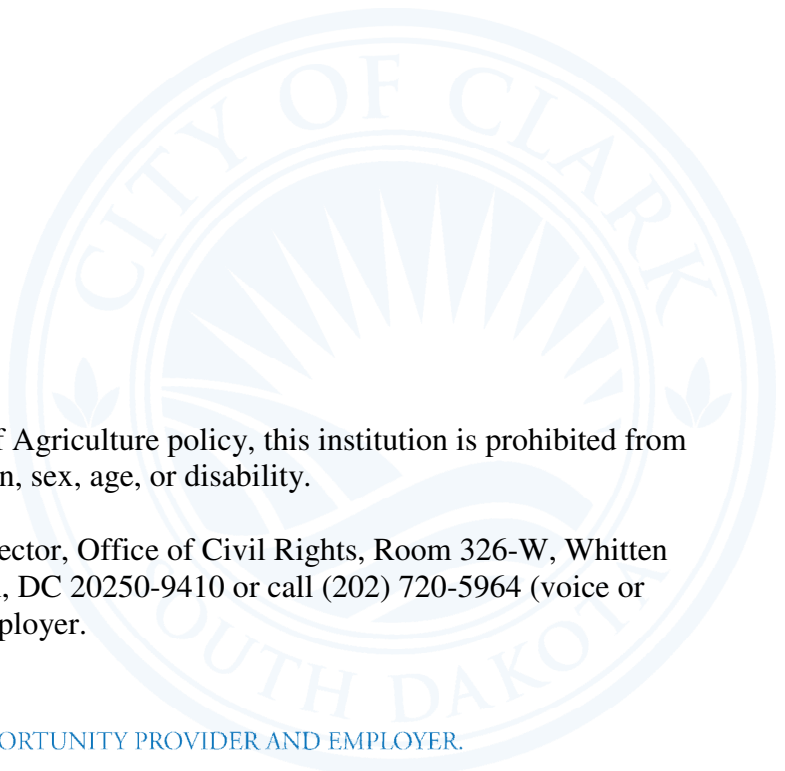 CITY OF CLARK
f Agriculture policy, this institution is prohibited from
n, sex, age, or disability.
ector, Office of Civil Rights, Room 326-W, Whitten
, DC 20250-9410 or call (202) 720-5964 (voice or
ployer.
SOUTH DAKOTA
ORTUNITY PROVIDER AND EMPLOYER.